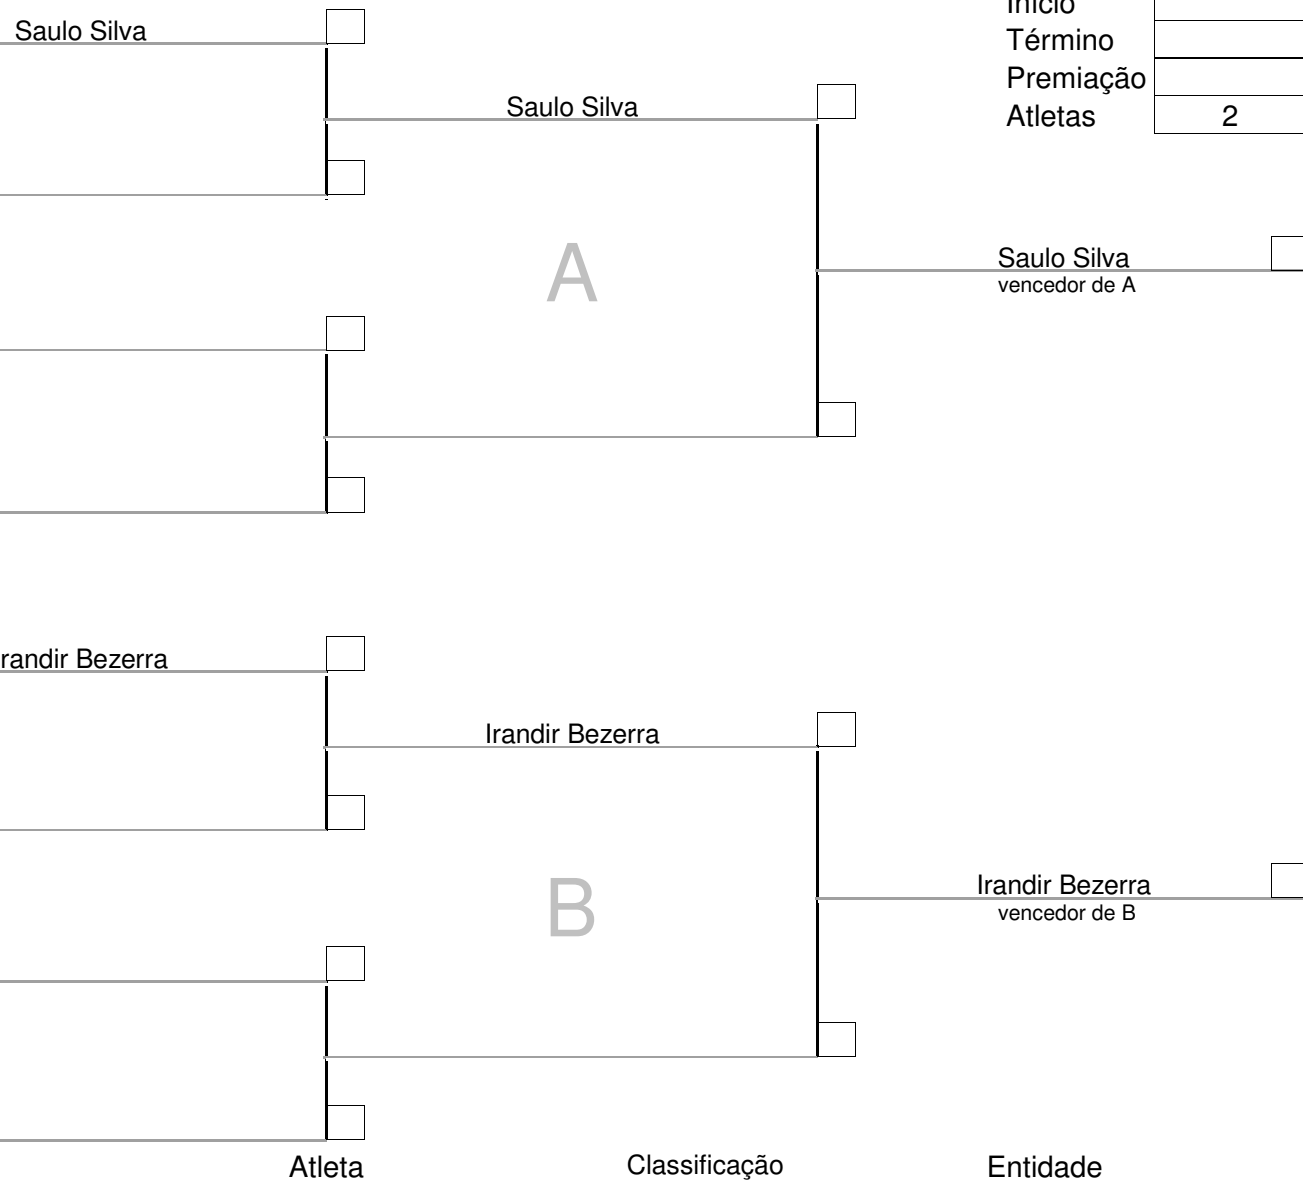 Início
Saulo Silva
Término
Premiação
Saulo Silva
Atletas 2
A
Saulo Silva
vencedor de A
randir Bezerra
Irandir Bezerra
B
Irandir Bezerra
vencedor de B
Atleta Classificação Entidade